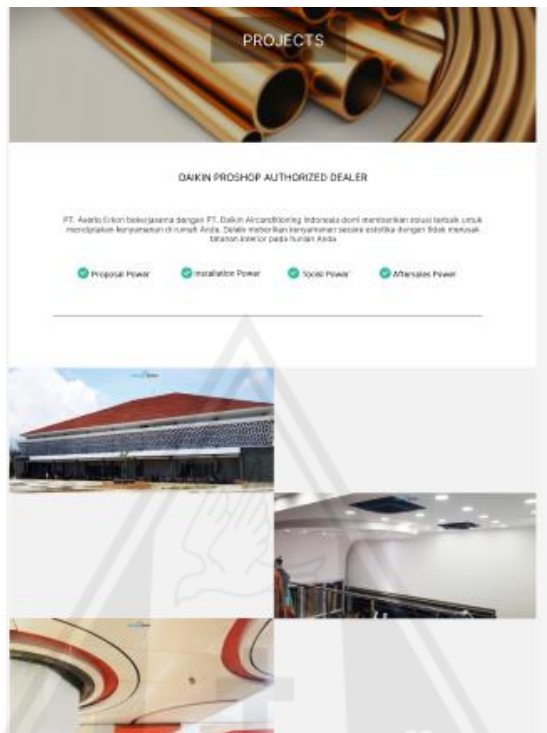 PROJECTS
DAIKIN PROSHOP AUTHORIZED DEALER
PT. Asarto Erkon bekerjasama dengan PT. Daikin Airconditioning Indonesia demi memberikan solusi terbaik untuk
menciptakan kenyamanan di rumah Anda. Selain meberikan kenyamanan secara estetika dengan tidak merusak
tatanan interior pada hunian Anda
Proposal Power
Installation Power
Tools Power
Aftersales Power